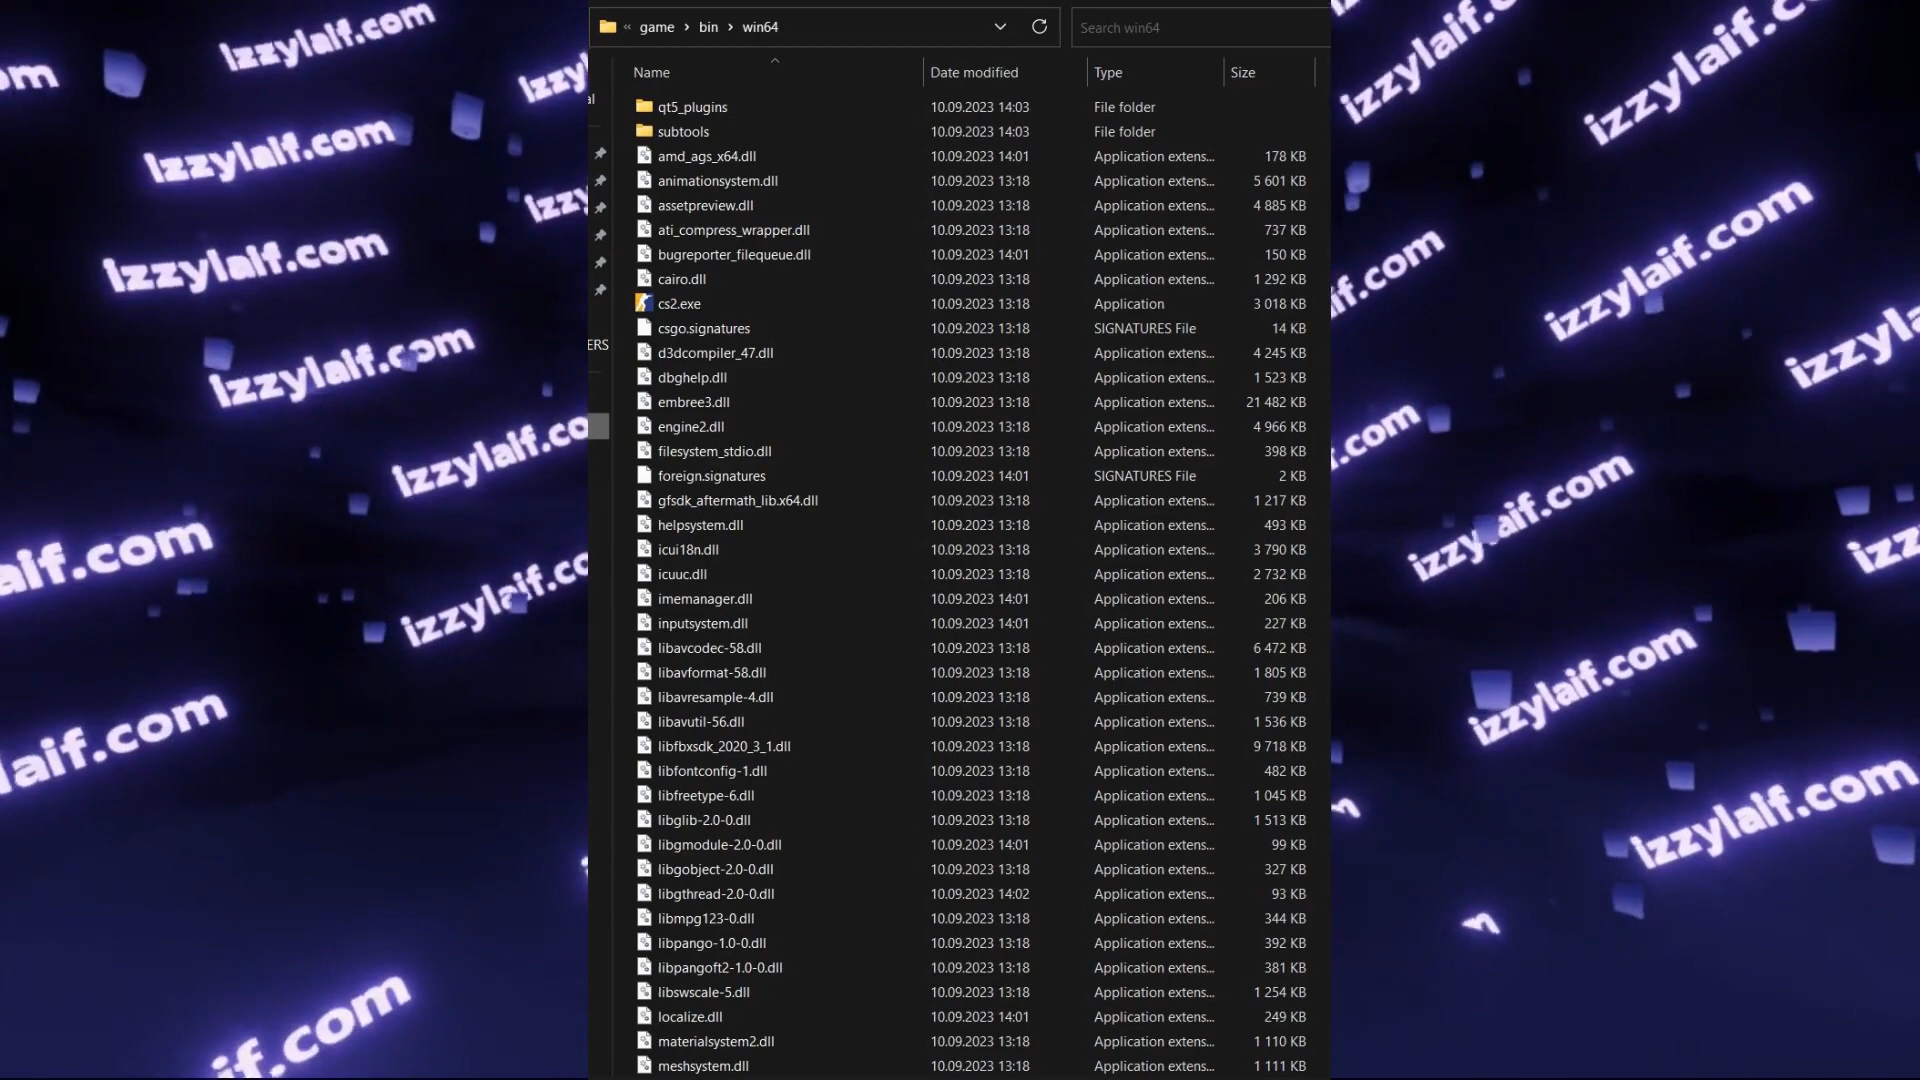 « game › bin › win64
Search win64
Name Date modified Type Size
qt5_plugins 10.09.2023 14:03 File folder
subtools 10.09.2023 14:03 File folder
amd_ags_x64.dll 10.09.2023 14:01 Application extens... 178 KB
animationsystem.dll 10.09.2023 13:18 Application extens... 5 601 KB
assetpreview.dll 10.09.2023 13:18 Application extens... 4 885 KB
ati_compress_wrapper.dll 10.09.2023 13:18 Application extens... 737 KB
bugreporter_filequeue.dll 10.09.2023 14:01 Application extens... 150 KB
cairo.dll 10.09.2023 13:18 Application extens... 1 292 KB
cs2.exe 10.09.2023 13:18 Application 3 018 KB
csgo.signatures 10.09.2023 13:18 SIGNATURES File 14 KB
d3dcompiler_47.dll 10.09.2023 13:18 Application extens... 4 245 KB
dbghelp.dll 10.09.2023 13:18 Application extens... 1 523 KB
embree3.dll 10.09.2023 13:18 Application extens... 21 482 KB
engine2.dll 10.09.2023 13:18 Application extens... 4 966 KB
filesystem_stdio.dll 10.09.2023 13:18 Application extens... 398 KB
foreign.signatures 10.09.2023 14:01 SIGNATURES File 2 KB
gfsdk_aftermath_lib.x64.dll 10.09.2023 13:18 Application extens... 1 217 KB
helpsystem.dll 10.09.2023 13:18 Application extens... 493 KB
icui18n.dll 10.09.2023 13:18 Application extens... 3 790 KB
icuuc.dll 10.09.2023 13:18 Application extens... 2 732 KB
imemanager.dll 10.09.2023 14:01 Application extens... 206 KB
inputsystem.dll 10.09.2023 14:01 Application extens... 227 KB
libavcodec-58.dll 10.09.2023 13:18 Application extens... 6 472 KB
libavformat-58.dll 10.09.2023 13:18 Application extens... 1 805 KB
libavresample-4.dll 10.09.2023 13:18 Application extens... 739 KB
libavutil-56.dll 10.09.2023 13:18 Application extens... 1 536 KB
libfbxsdk_2020_3_1.dll 10.09.2023 13:18 Application extens... 9 718 KB
libfontconfig-1.dll 10.09.2023 13:18 Application extens... 482 KB
libfreetype-6.dll 10.09.2023 13:18 Application extens... 1 045 KB
libglib-2.0-0.dll 10.09.2023 13:18 Application extens... 1 513 KB
libgmodule-2.0-0.dll 10.09.2023 14:01 Application extens... 99 KB
libgobject-2.0-0.dll 10.09.2023 13:18 Application extens... 327 KB
libgthread-2.0-0.dll 10.09.2023 14:02 Application extens... 93 KB
libmpg123-0.dll 10.09.2023 13:18 Application extens... 344 KB
libpango-1.0-0.dll 10.09.2023 13:18 Application extens... 392 KB
libpangoft2-1.0-0.dll 10.09.2023 13:18 Application extens... 381 KB
libswscale-5.dll 10.09.2023 13:18 Application extens... 1 254 KB
localize.dll 10.09.2023 14:01 Application extens... 249 KB
materialsystem2.dll 10.09.2023 13:18 Application extens... 1 110 KB
meshsystem.dll 10.09.2023 13:18 Application extens... 1 111 KB
al
ERS
izzylaif.com
izzylaif.com
izzylaif.com
izzylaif.com
izzylaif.co
izzylaif.co
aif.com
laif.com
if.com
om
izzyl
izzy
izzylaif.c
izzylaif.c
izzylaif.com
if.com
izzyla
.com
izzylaif.com
izz
izzylaif.com
izzylaif.com